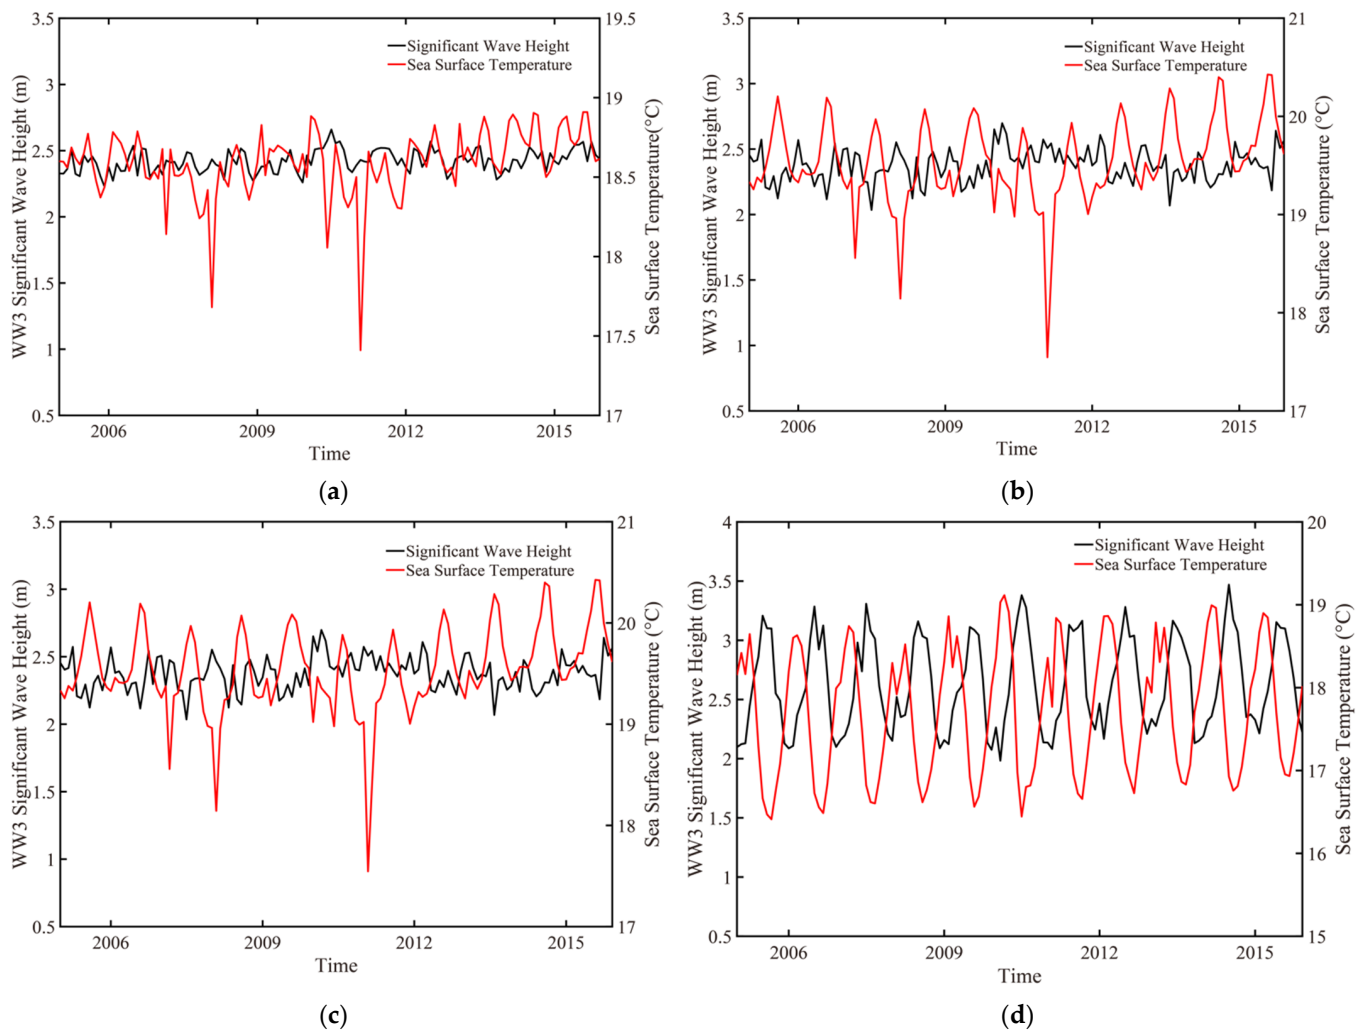 3.5
3
2.5
2
1.5
1
0.5
WW3 Significant Wave Height (m)
Significant Wave Height
Sea Surface Temperature
19.5
19
18.5
18
17.5
17
Sea Surface Temperature(°C)
2006
2009
2012
2015
Time
(a)
3.5
3
2.5
2
1.5
1
0.5
WW3 Significant Wave Height (m)
Significant Wave Height
Sea Surface Temperature
21
20
19
18
17
Sea Surface Temperature (°C)
2006
2009
2012
2015
Time
(b)
3.5
3
2.5
2
1.5
1
0.5
WW3 Significant Wave Height (m)
Significant Wave Height
Sea Surface Temperature
21
20
19
18
17
Sea Surface Temperature (°C)
2006
2009
2012
2015
Time
(c)
4
3.5
3
2.5
2
1.5
1
0.5
WW3 Significant Wave Height (m)
Significant Wave Height
Sea Surface Temperature
20
19
18
17
16
15
Sea Surface Temperature (°C)
2006
2009
2012
2015
Time
(d)